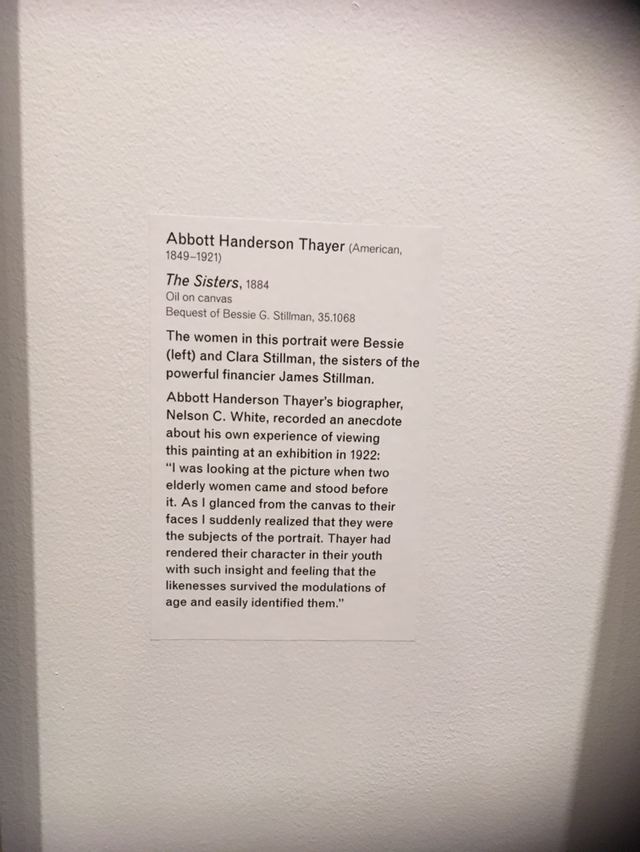 Abbott Handerson Thayer (American,
1849–1921)
The Sisters, 1884
Oil on canvas
Bequest of Bessie G. Stillman, 35.1068
The women in this portrait were Bessie
(left) and Clara Stillman, the sisters of the
powerful financier James Stillman.
Abbott Handerson Thayer's biographer,
Nelson C. White, recorded an anecdote
about his own experience of viewing
this painting at an exhibition in 1922:
“I was looking at the picture when two
elderly women came and stood before
it. As I glanced from the canvas to their
faces I suddenly realized that they were
the subjects of the portrait. Thayer had
rendered their character in their youth
with such insight and feeling that the
likenesses survived the modulations of
age and easily identified them.”